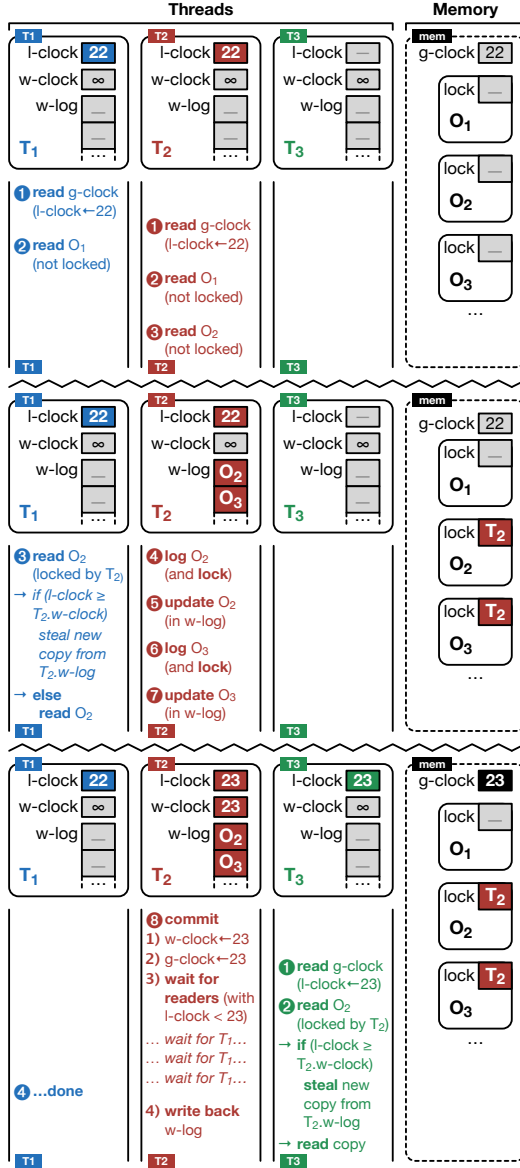 Threads
Memory
T1
T2
T3
mem
l-clock 22
l-clock 22
l-clock _
g-clock 22
w-clock ∞
w-clock ∞
w-clock ∞
w-log _
w-log _
w-log _
_
_
_
...
...
...
T1
T2
T3
lock _
O1
lock _
O2
lock _
O3
...
1 read g-clock
(l-clock←22)
2 read O1
(not locked)
1 read g-clock
(l-clock←22)
2 read O1
(not locked)
3 read O2
(not locked)
T1
T2
T3
T1
T2
T3
mem
l-clock 22
l-clock 22
l-clock _
g-clock 22
w-clock ∞
w-clock ∞
w-clock ∞
w-log _
w-log O2
w-log _
_
O3
_
...
...
...
T1
T2
T3
lock _
O1
lock T2
O2
lock T2
O3
...
3 read O2
(locked by T2)
→ if (l-clock ≥
T2.w-clock)
steal new
copy from
T2.w-log
→ else
read O2
4 log O2
(and lock)
5 update O2
(in w-log)
6 log O3
(and lock)
7 update O3
(in w-log)
T1
T2
T3
T1
T2
T3
mem
l-clock 22
l-clock 23
l-clock 23
g-clock 23
w-clock ∞
w-clock 23
w-clock ∞
w-log _
w-log O2
w-log _
_
O3
_
...
...
...
T1
T2
T3
lock _
O1
lock T2
O2
lock T2
O3
...
4 ...done
8 commit
1) w-clock←23
2) g-clock←23
3) wait for
readers (with
l-clock < 23)
... wait for T1...
... wait for T1...
... wait for T1...
4) write back
w-log
1 read g-clock
(l-clock←23)
2 read O2
(locked by T2)
→ if (l-clock ≥
T2.w-clock)
steal new
copy from
T2.w-log
→ read copy
T1
T2
T3